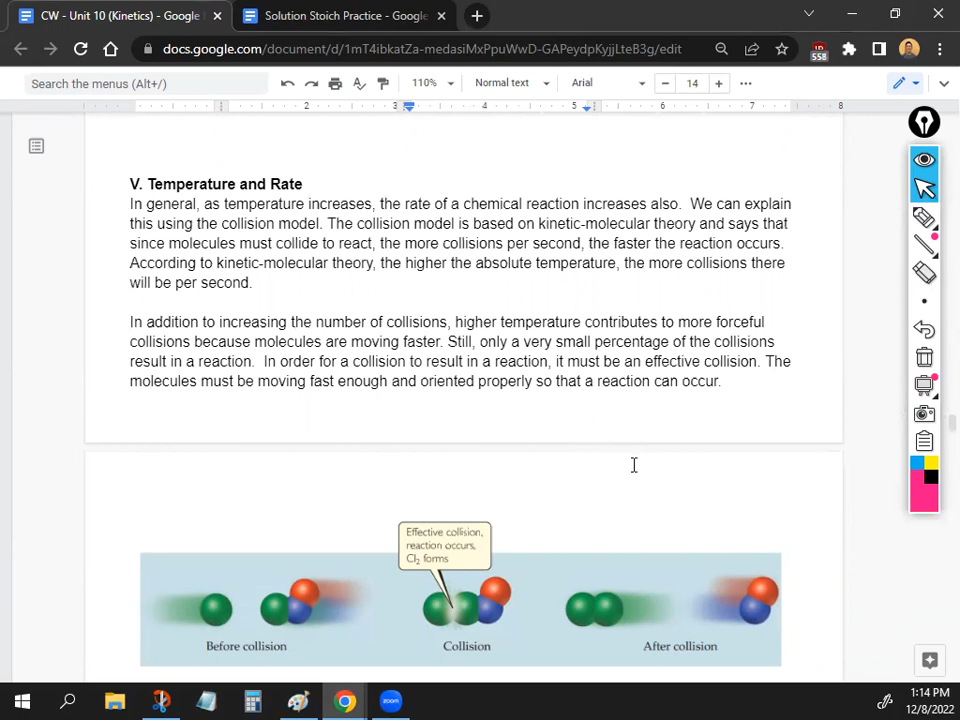 CW - Unit 10 (Kinetics) - Google
Solution Stoich Practice - Google
docs.google.com/document/d/1mT4ibkatZa-medasiMxPpuWwD-GAPeydpKyjjLteB3g/edit
558
Search the menus (Alt+/)
110%
Normal text
Arial
14
2 3 4 5 6 7 8
V. Temperature and Rate
In general, as temperature increases, the rate of a chemical reaction increases also. We can explain
this using the collision model. The collision model is based on kinetic-molecular theory and says that
since molecules must collide to react, the more collisions per second, the faster the reaction occurs.
According to kinetic-molecular theory, the higher the absolute temperature, the more collisions there
will be per second.
In addition to increasing the number of collisions, higher temperature contributes to more forceful
collisions because molecules are moving faster. Still, only a very small percentage of the collisions
result in a reaction. In order for a collision to result in a reaction, it must be an effective collision. The
molecules must be moving fast enough and oriented properly so that a reaction can occur.
Effective collision,
reaction occurs,
Cl₂ forms
Before collision
Collision
After collision
zoom
1:14 PM
12/8/2022